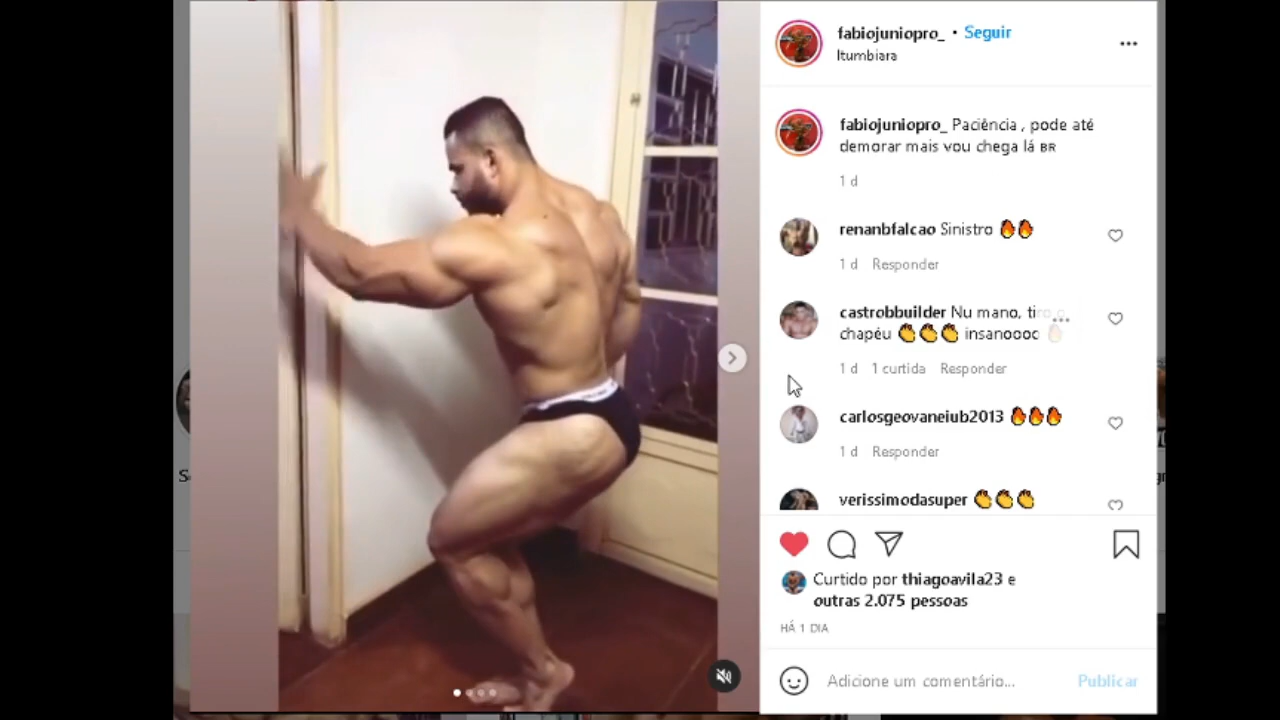 fabiojuniopro_ • Seguir
Itumbiara
fabiojuniopro_ Paciência , pode até
demorar mais vou chega lá BR
1 d
renanbfalcao Sinistro 🔥🔥
1 d Responder
castrobbuilder Nu mano, tiro o
chapéu 👏👏👏 insanoooo 👏
1 d 1 curtida Responder
carlosgeovaneiub2013 🔥🔥🔥
1 d Responder
verissimodasuper 👏👏👏
Curtido por thiagoavila23 e
outras 2.075 pessoas
HÁ 1 DIA
Adicione um comentário...
Publicar